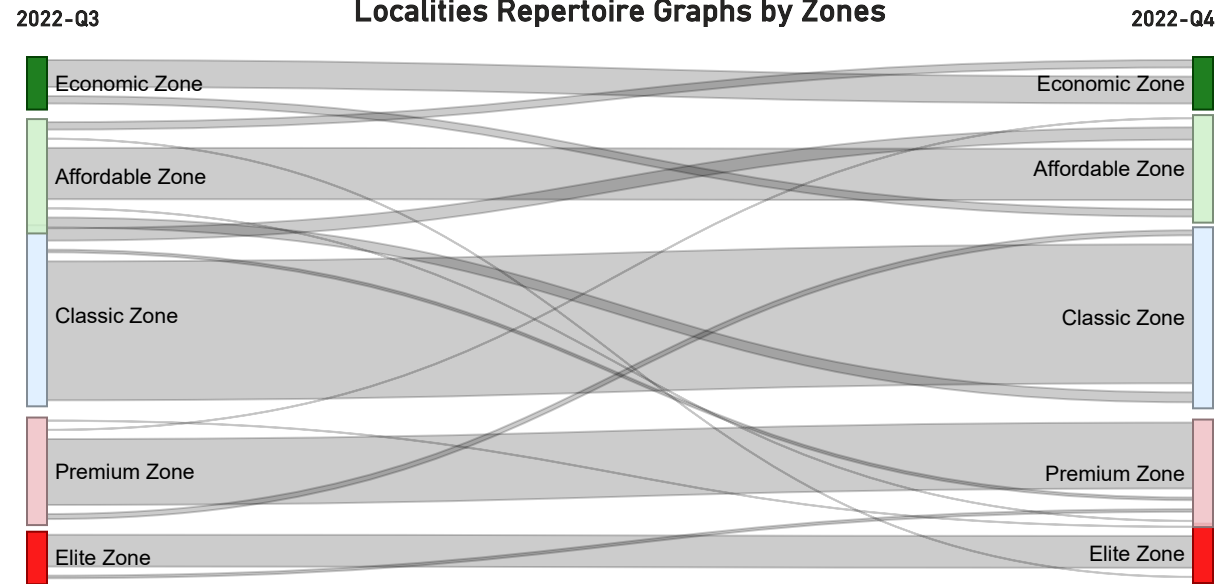 Localities Repertoire Graphs by Zones
2022-Q3
2022-Q4
Economic Zone
Economic Zone
Affordable Zone
Affordable Zone
Classic Zone
Classic Zone
Premium Zone
Premium Zone
Elite Zone
Elite Zone